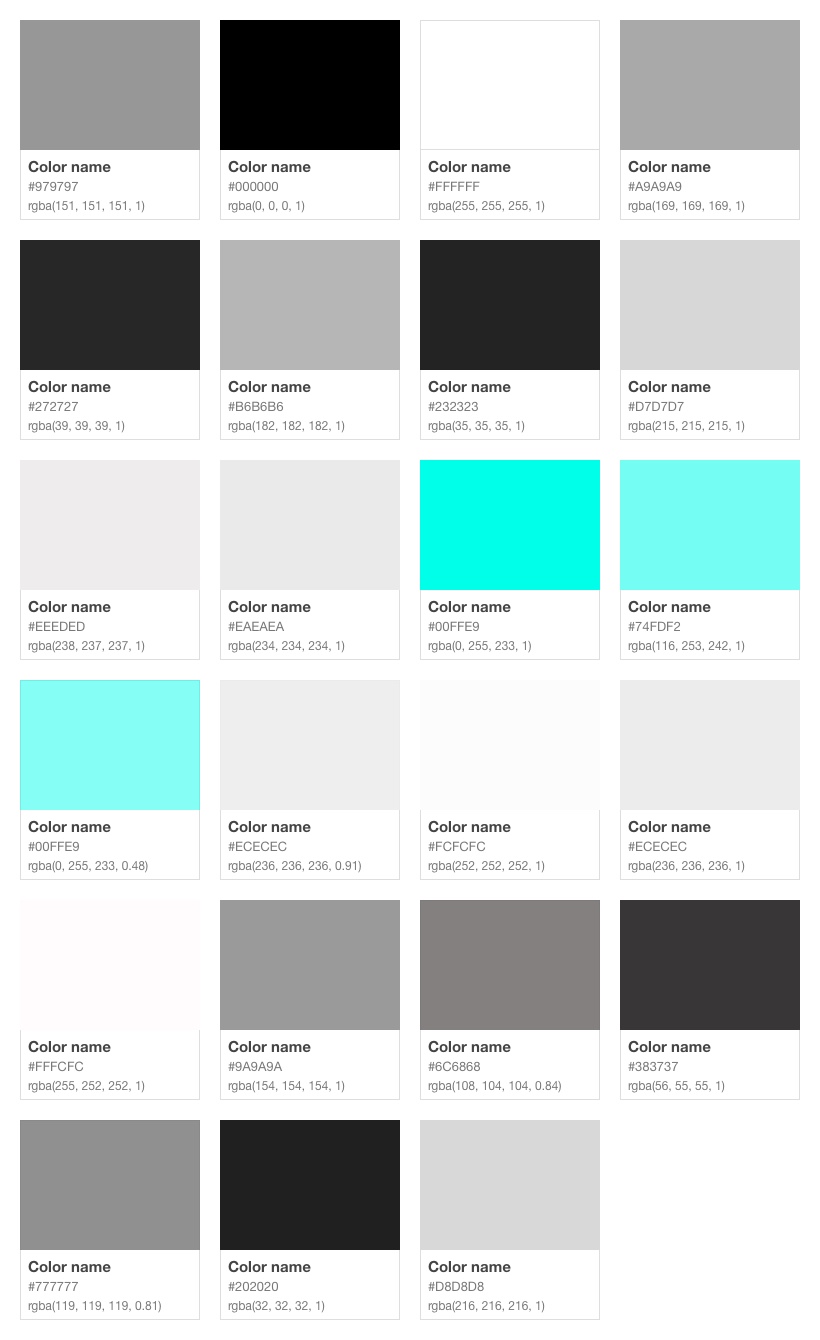 Color name
#979797
rgba(151, 151, 151, 1)
Color name
#000000
rgba(0, 0, 0, 1)
Color name
#FFFFFF
rgba(255, 255, 255, 1)
Color name
#A9A9A9
rgba(169, 169, 169, 1)
Color name
#272727
rgba(39, 39, 39, 1)
Color name
#B6B6B6
rgba(182, 182, 182, 1)
Color name
#232323
rgba(35, 35, 35, 1)
Color name
#D7D7D7
rgba(215, 215, 215, 1)
Color name
#EEEDED
rgba(238, 237, 237, 1)
Color name
#EAEAEA
rgba(234, 234, 234, 1)
Color name
#00FFE9
rgba(0, 255, 233, 1)
Color name
#74FDF2
rgba(116, 253, 242, 1)
Color name
#00FFE9
rgba(0, 255, 233, 0.48)
Color name
#ECECEC
rgba(236, 236, 236, 0.91)
Color name
#FCFCFC
rgba(252, 252, 252, 1)
Color name
#ECECEC
rgba(236, 236, 236, 1)
Color name
#FFFCFC
rgba(255, 252, 252, 1)
Color name
#9A9A9A
rgba(154, 154, 154, 1)
Color name
#6C6868
rgba(108, 104, 104, 0.84)
Color name
#383737
rgba(56, 55, 55, 1)
Color name
#777777
rgba(119, 119, 119, 0.81)
Color name
#202020
rgba(32, 32, 32, 1)
Color name
#D8D8D8
rgba(216, 216, 216, 1)